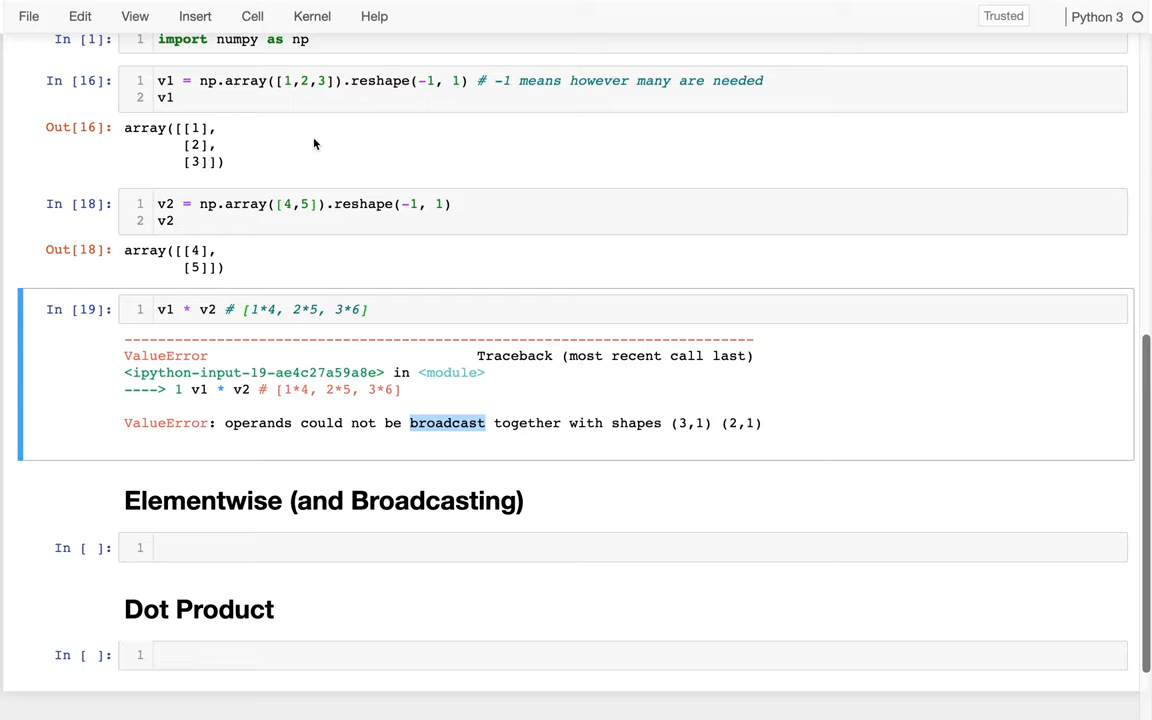 File Edit View Insert Cell Kernel Help Trusted Python 3
In [1]: 1 import numpy as np
In [16]: 1 v1 = np.array([1,2,3]).reshape(-1, 1) # -1 means however many are needed
2 v1
Out[16]: array([[1],
[2],
[3]])
In [18]: 1 v2 = np.array([4,5]).reshape(-1, 1)
2 v2
Out[18]: array([[4],
[5]])
In [19]: 1 v1 * v2 # [1*4, 2*5, 3*6]
---------------------------------------------------------------------------
ValueError Traceback (most recent call last)
<ipython-input-19-ae4c27a59a8e> in <module>
----> 1 v1 * v2 # [1*4, 2*5, 3*6]
ValueError: operands could not be broadcast together with shapes (3,1) (2,1)
Elementwise (and Broadcasting)
In [ ]: 1
Dot Product
In [ ]: 1